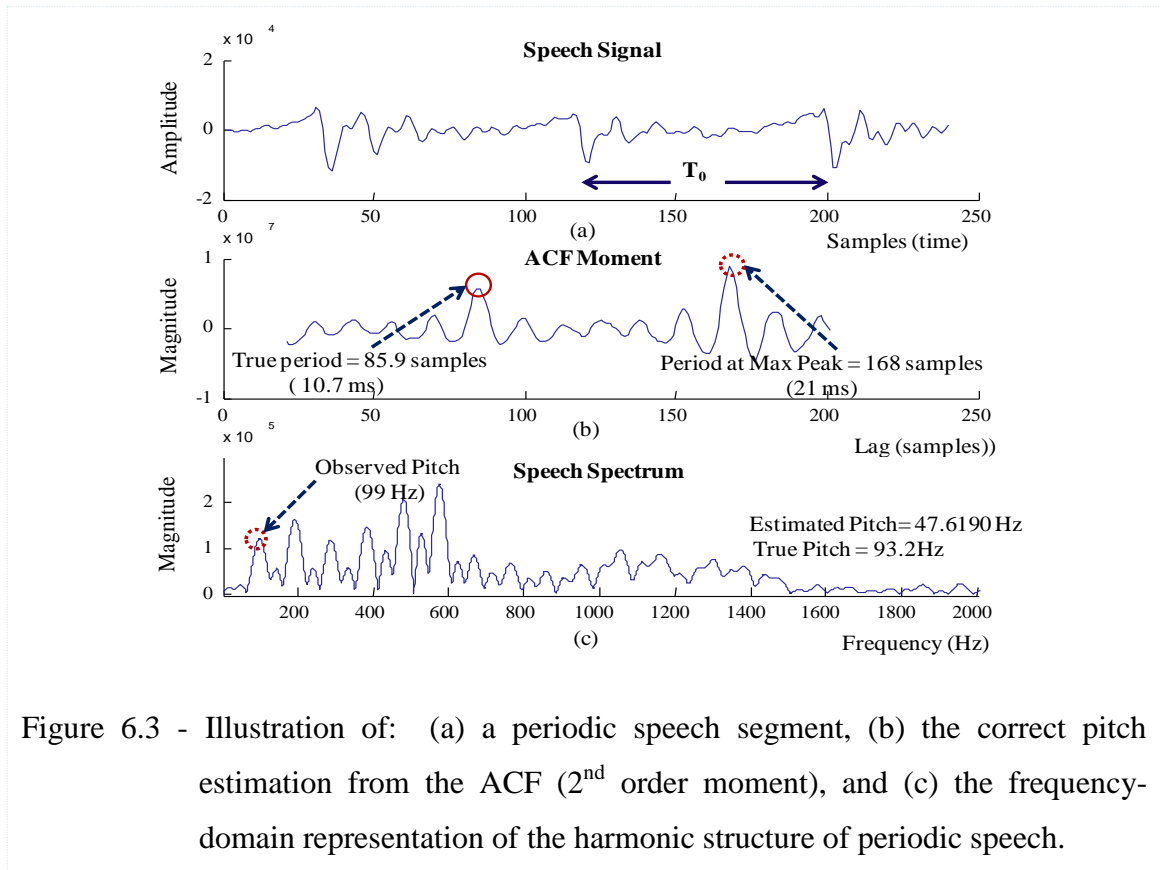 x 10 4
Speech Signal
2
0
-2
Amplitude
T0
0 50 100 150 200 250
(a)
Samples (time)
x 10 7
ACF Moment
1
0
-1
Magnitude
True period = 85.9 samples
( 10.7 ms)
Period at Max Peak = 168 samples
(21 ms)
0 50 100 150 200 250
(b)
Lag (samples))
x 10 5
Speech Spectrum
Observed Pitch
(99 Hz)
2
1
0
Magnitude
Estimated Pitch= 47.6190 Hz
True Pitch = 93.2Hz
200 400 600 800 1000 1200 1400 1600 1800 2000
(c)
Frequency (Hz)
Figure 6.3 - Illustration of: (a) a periodic speech segment, (b) the correct pitch
estimation from the ACF (2nd order moment), and (c) the frequency-
domain representation of the harmonic structure of periodic speech.